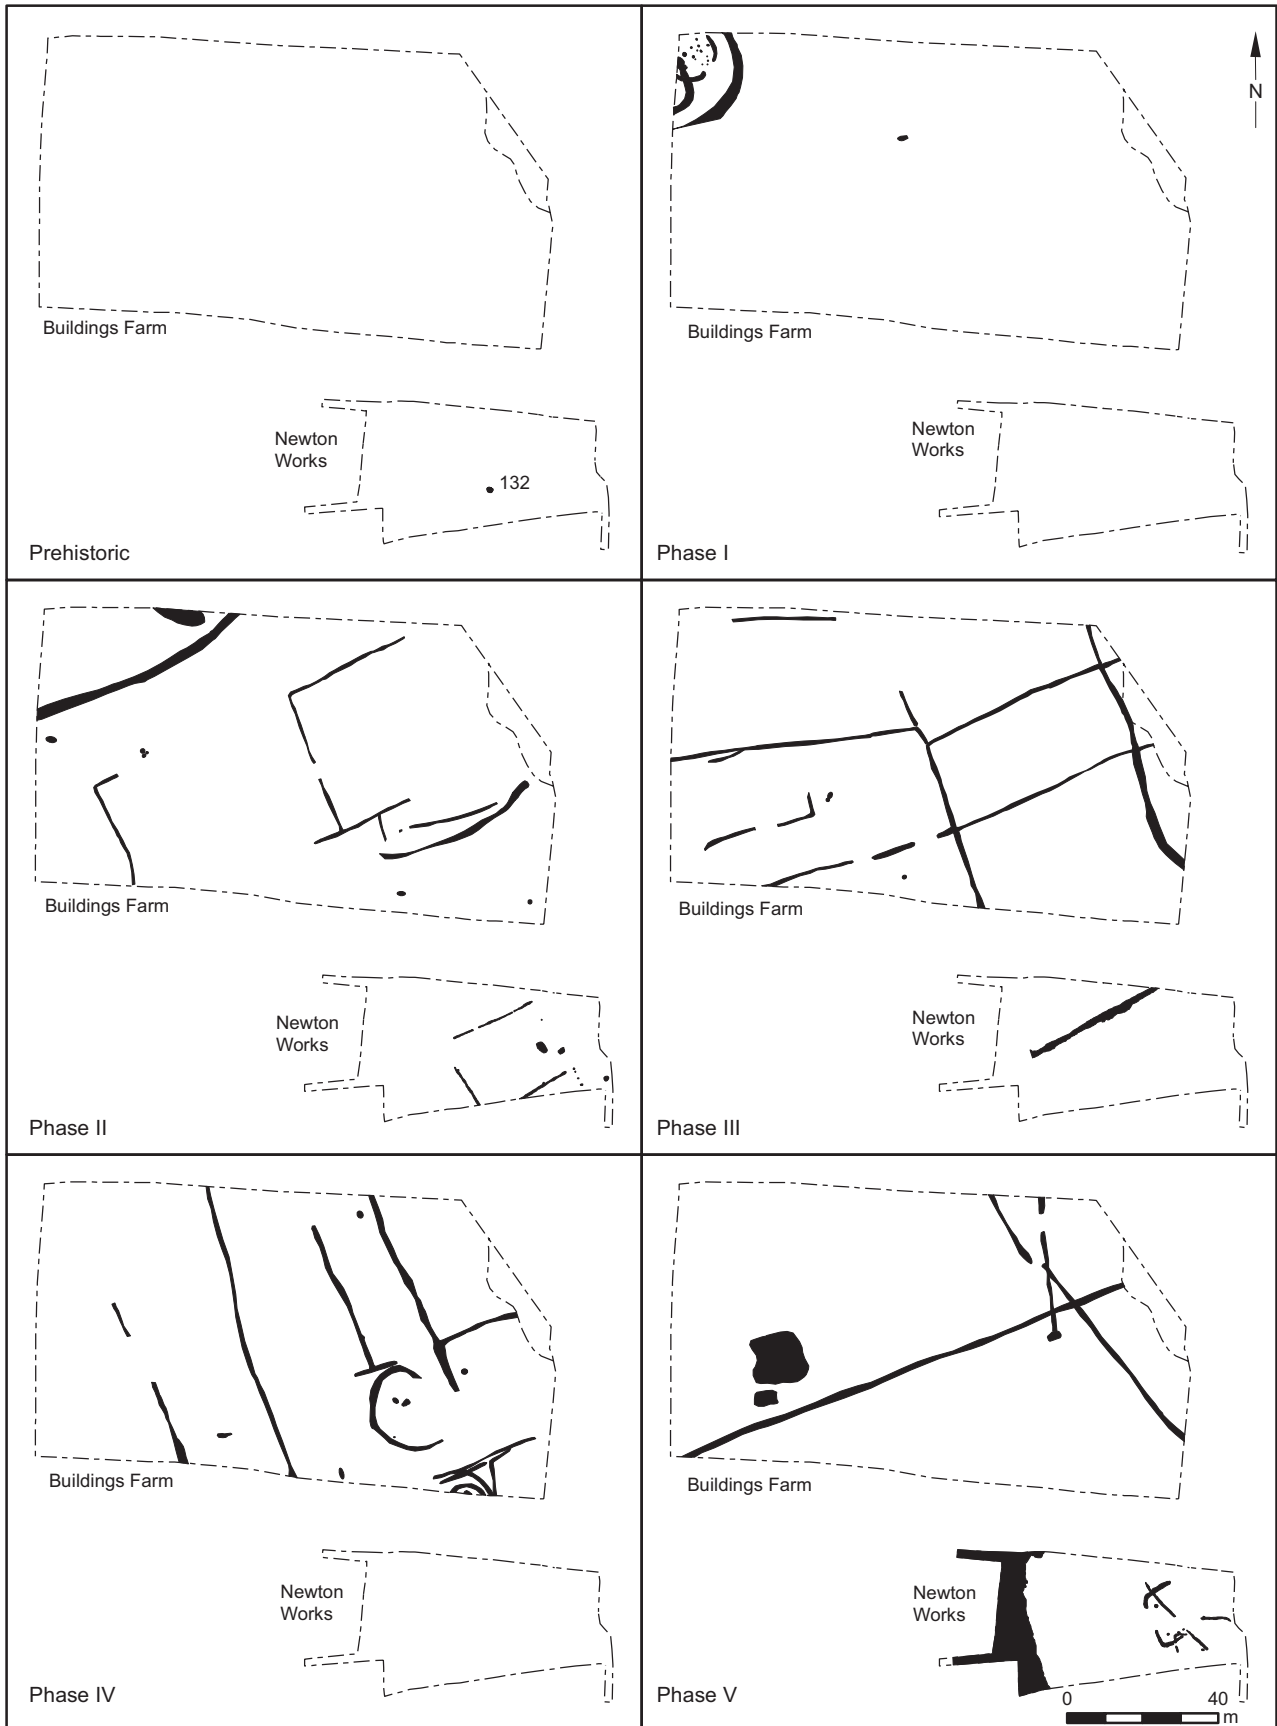 Buildings Farm
Newton
Works
132
Prehistoric
N
Buildings Farm
Newton
Works
Phase I
Buildings Farm
Newton
Works
Phase II
Buildings Farm
Newton
Works
Phase III
Buildings Farm
Newton
Works
Phase IV
Buildings Farm
Newton
Works
Phase V
0 40
m